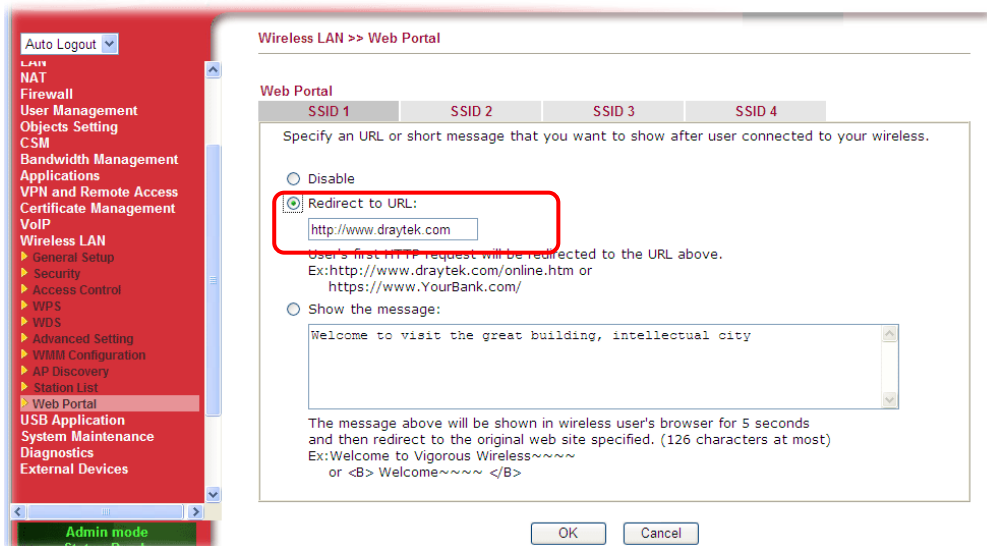 Auto Logout
LAN
NAT
Firewall
User Management
Objects Setting
CSM
Bandwidth Management
Applications
VPN and Remote Access
Certificate Management
VoIP
Wireless LAN
General Setup
Security
Access Control
WPS
WDS
Advanced Setting
WMM Configuration
AP Discovery
Station List
Web Portal
USB Application
System Maintenance
Diagnostics
External Devices
Admin mode
Wireless LAN >> Web Portal
Web Portal
SSID 1 SSID 2 SSID 3 SSID 4
Specify an URL or short message that you want to show after user connected to your wireless.
Disable
Redirect to URL:
http://www.draytek.com
User's first HTTP request will be redirected to the URL above.
Ex:http://www.draytek.com/online.htm or
https://www.YourBank.com/
Show the message:
Welcome to visit the great building, intellectual city
The message above will be shown in wireless user's browser for 5 seconds
and then redirect to the original web site specified. (126 characters at most)
Ex:Welcome to Vigorous Wireless~~~~
or <B> Welcome~~~~ </B>
OK Cancel